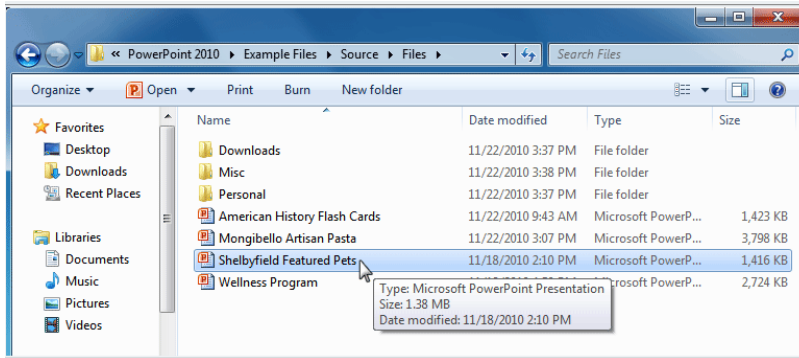 « PowerPoint 2010 ▸ Example Files ▸ Source ▸ Files ▸ Search Files
Organize ▾ Open ▾ Print Burn New folder
Favorites
Desktop
Downloads
Recent Places
Libraries
Documents
Music
Pictures
Videos
Name Date modified Type Size
Downloads 11/22/2010 3:37 PM File folder
Misc 11/22/2010 3:38 PM File folder
Personal 11/22/2010 3:37 PM File folder
American History Flash Cards 11/22/2010 9:43 AM Microsoft PowerP... 1,423 KB
Mongibello Artisan Pasta 11/22/2010 3:07 PM Microsoft PowerP... 3,798 KB
Shelbyfield Featured Pets 11/18/2010 2:10 PM Microsoft PowerP... 1,416 KB
Wellness Program crosoft PowerP... 2,724 KB
Type: Microsoft PowerPoint Presentation
Size: 1.38 MB
Date modified: 11/18/2010 2:10 PM